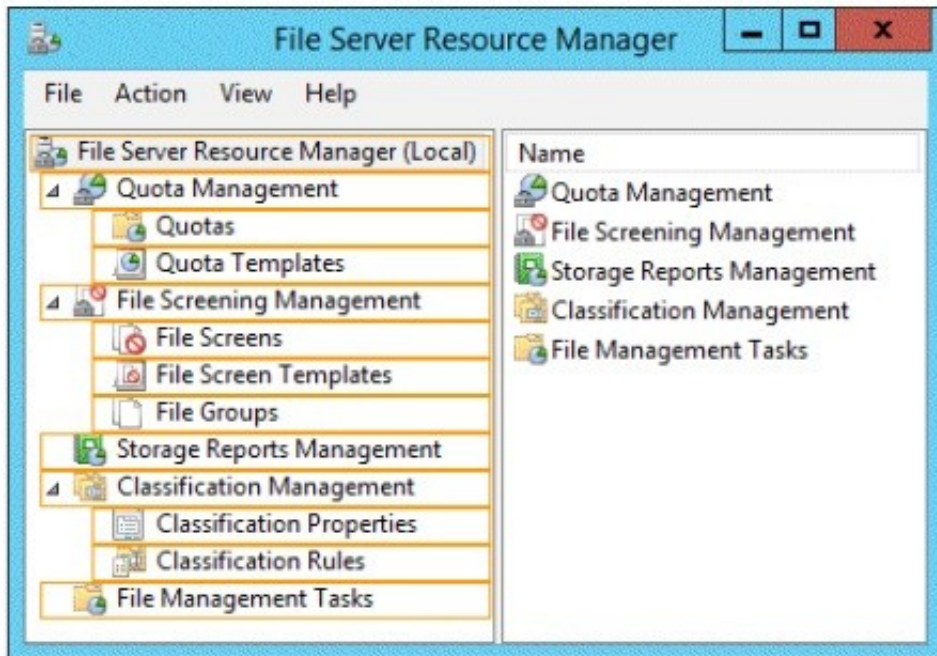 File Server Resource Manager
File Action View Help
File Server Resource Manager (Local)
Quota Management
Quotas
Quota Templates
File Screening Management
File Screens
File Screen Templates
File Groups
Storage Reports Management
Classification Management
Classification Properties
Classification Rules
File Management Tasks
Name
Quota Management
File Screening Management
Storage Reports Management
Classification Management
File Management Tasks